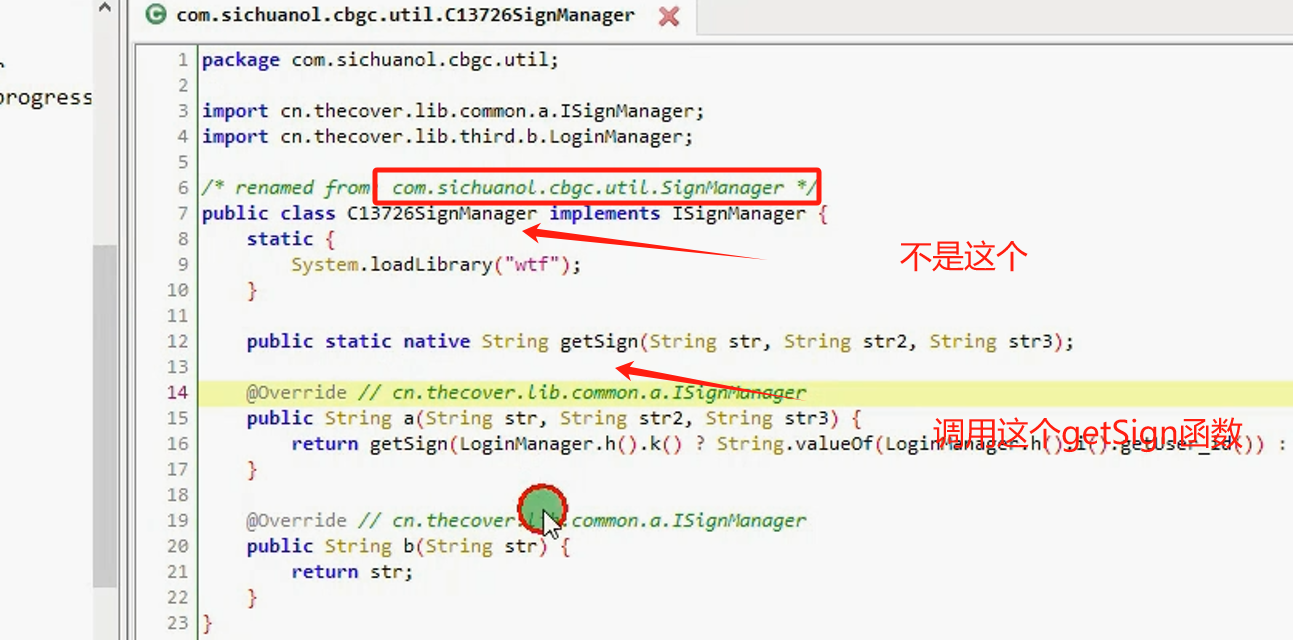 com.sichuanol.cbgc.util.C13726SignManager
progress
1 package com.sichuanol.cbgc.util;
2
3 import cn.thecover.lib.common.a.ISignManager;
4 import cn.thecover.lib.third.b.LoginManager;
5
6 /* renamed from com.sichuanol.cbgc.util.SignManager */
7 public class C13726SignManager implements ISignManager {
8 static {
不是这个
9 System.loadLibrary("wtf");
10 }
11
12 public static native String getSign(String str, String str2, String str3);
13
14 @Override // cn.thecover.lib.common.a.ISignManager
15 public String a(String str, String str2, String str3) {
调用这个getSign函数
16 return getSign(LoginManager.h().k() ? String.valueOf(LoginManager.h().i().getUser_id()) :
17 }
18
19 @Override // cn.thecover.lib.common.a.ISignManager
20 public String b(String str) {
21 return str;
22 }
23 }